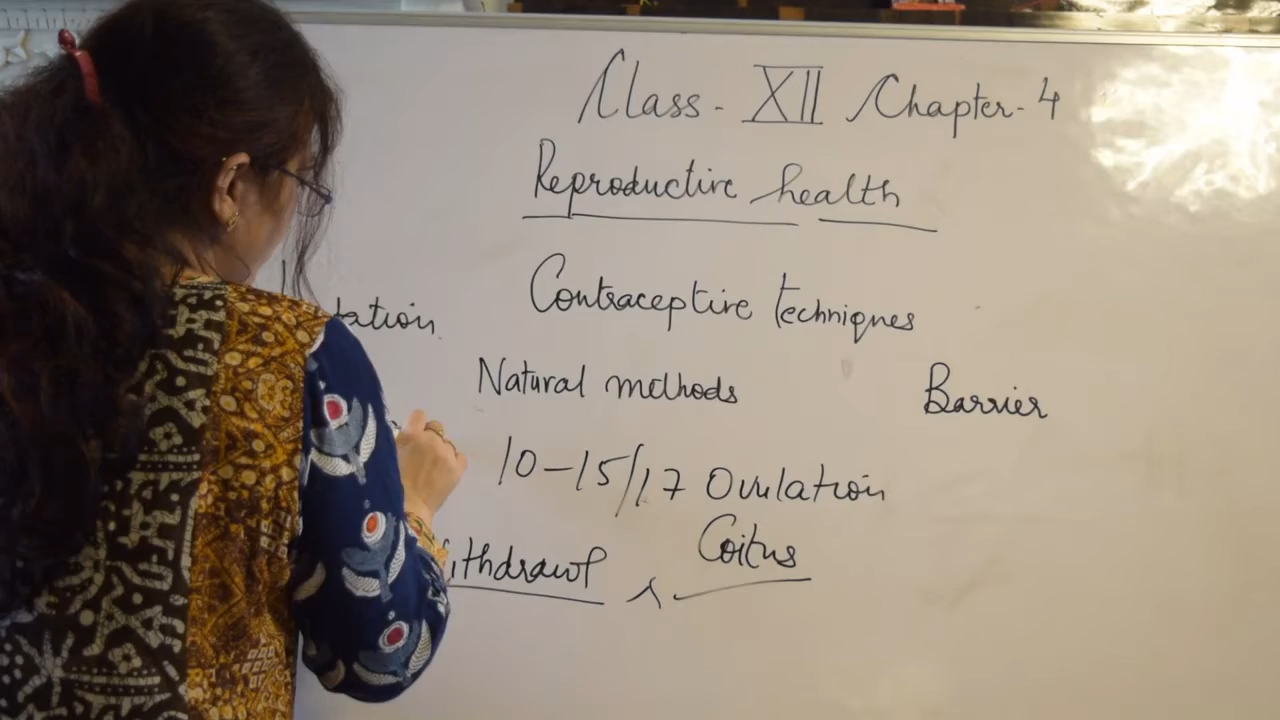 Class - XII Chapter - 4
Reproductive health
Contraceptive Techniques
Natural methods Barrier
10-15/17 Ovulation
Coitus